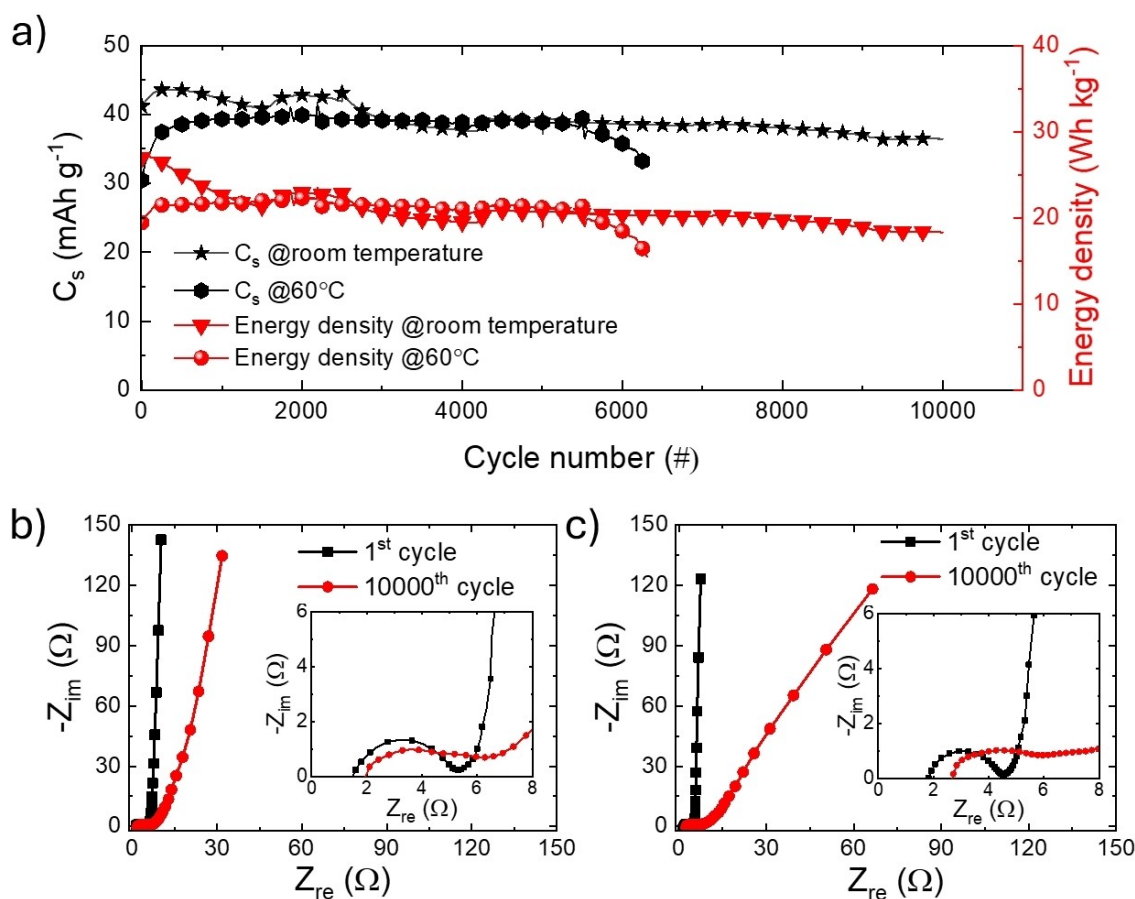 a)
50
40
30
20
10
0
Cₛ (mAh g⁻¹)
40
30
20
10
0
Energy density (Wh kg⁻¹)
Cₛ @room temperature
Cₛ @60°C
Energy density @room temperature
Energy density @60°C
0 2000 4000 6000 8000 10000
Cycle number (#)
b)
150
120
90
60
30
0
-Zᵢₘ (Ω)
1ˢᵗ cycle
10000ᵗʰ cycle
6
4
2
0
-Zᵢₘ (Ω)
2 4 6 8
Zᵣₑ (Ω)
0 30 60 90 120 150
Zᵣₑ (Ω)
c)
150
120
90
60
30
0
-Zᵢₘ (Ω)
1ˢᵗ cycle
10000ᵗʰ cycle
6
4
2
0
-Zᵢₘ (Ω)
0 2 4 6 8
Zᵣₑ (Ω)
0 30 60 90 120 150
Zᵣₑ (Ω)